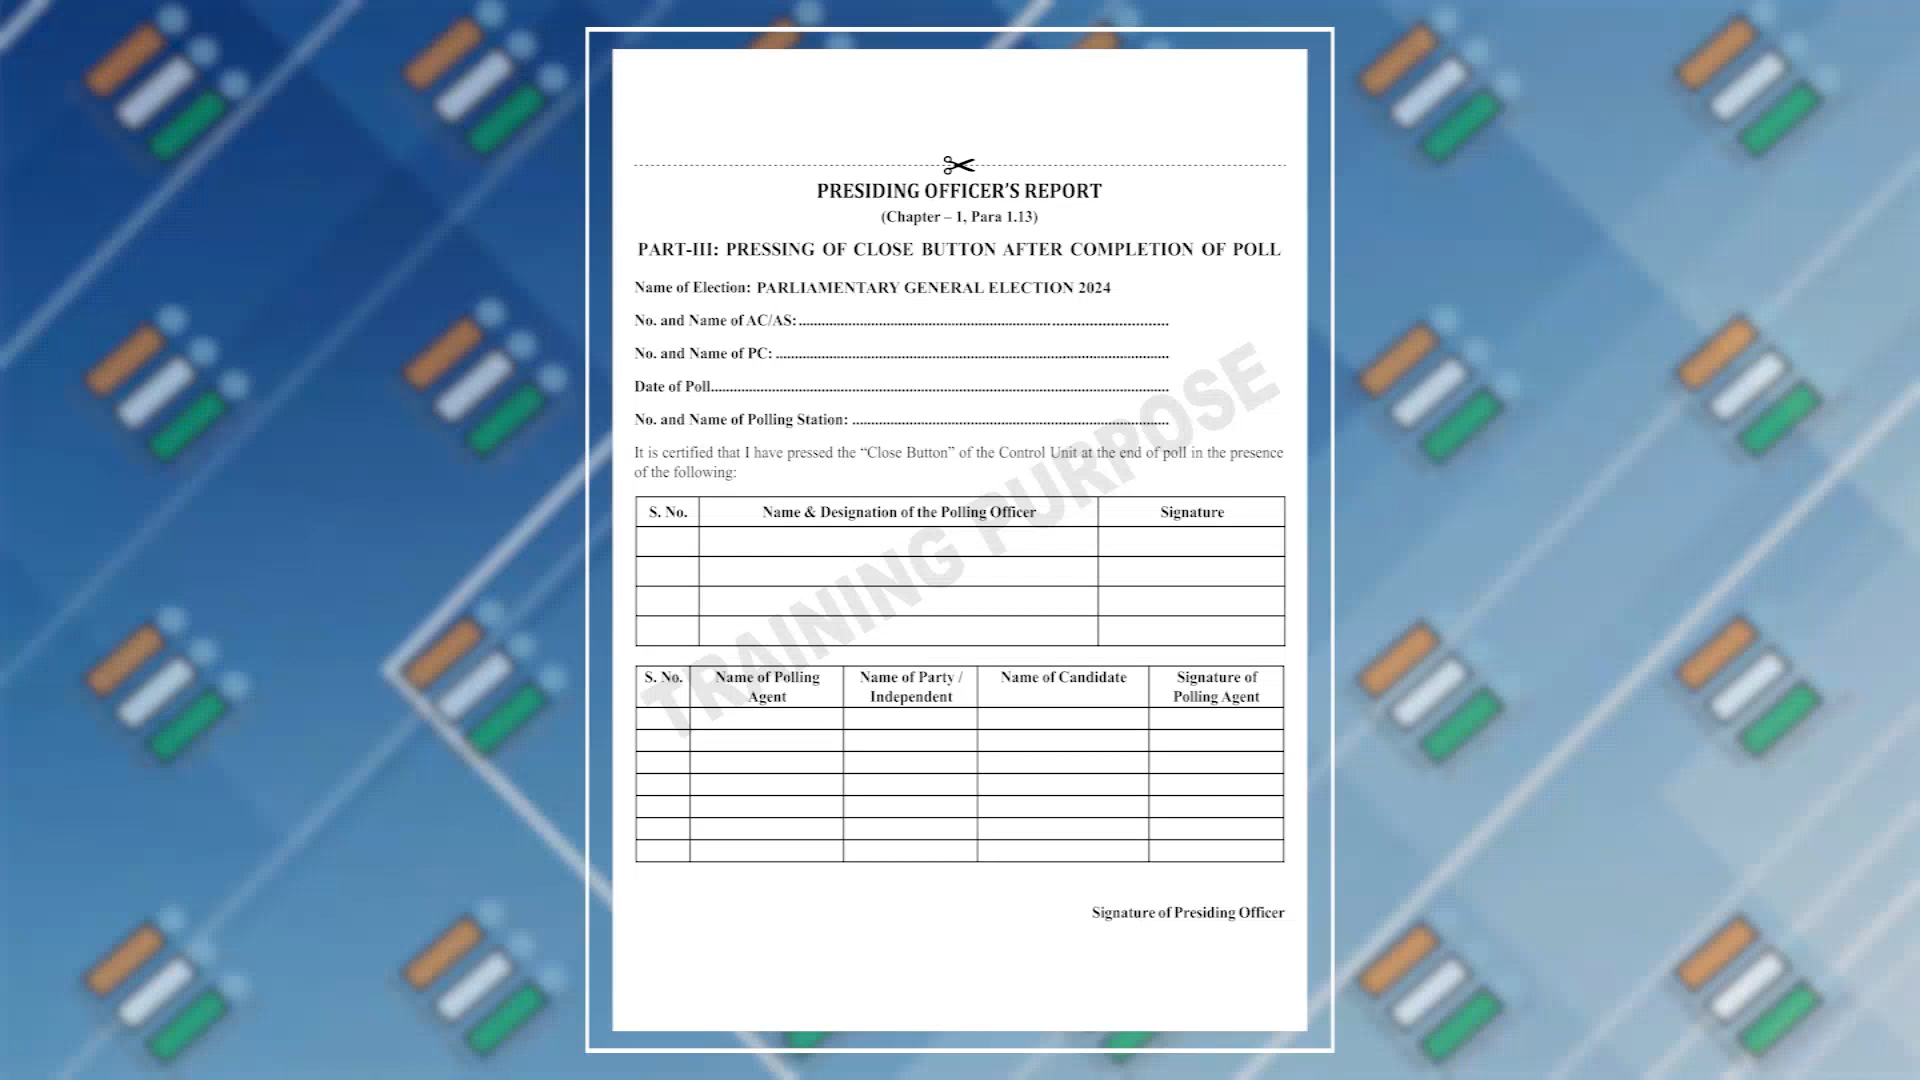 PRESIDING OFFICER'S REPORT
(Chapter – 1, Para 1.13)
PART-III: PRESSING OF CLOSE BUTTON AFTER COMPLETION OF POLL
Name of Election: PARLIAMENTARY GENERAL ELECTION 2024
No. and Name of AC/AS:....................................................................................................
No. and Name of PC: ....................................................................................................
Date of Poll....................................................................................................
No. and Name of Polling Station: ....................................................................................................
It is certified that I have pressed the “Close Button” of the Control Unit at the end of poll in the presence
of the following:
S. No. Name & Designation of the Polling Officer Signature
S. No. Name of Polling Name of Party / Name of Candidate Signature of
Agent Independent Polling Agent
Signature of Presiding Officer
TRAINING PURPOSE